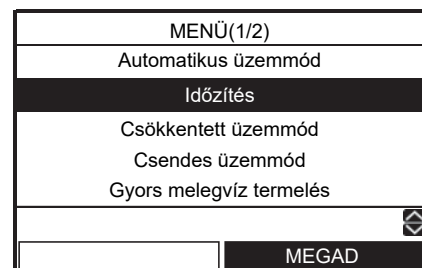 MENÜ(1/2)
Automatikus üzemmód
Időzítés
Csökkentett üzemmód
Csendes üzemmód
Gyors melegvíz termelés
MEGAD